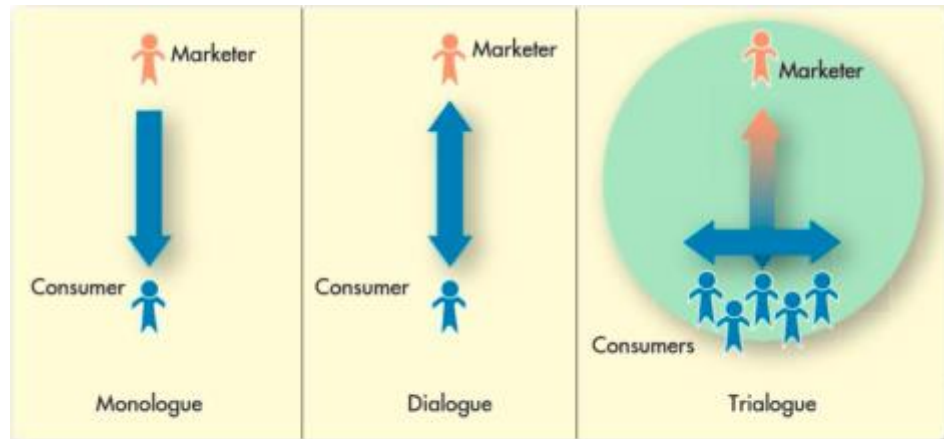 Marketer
Consumer
Monologue
Marketer
Consumer
Dialogue
Marketer
Consumers
Trialogue